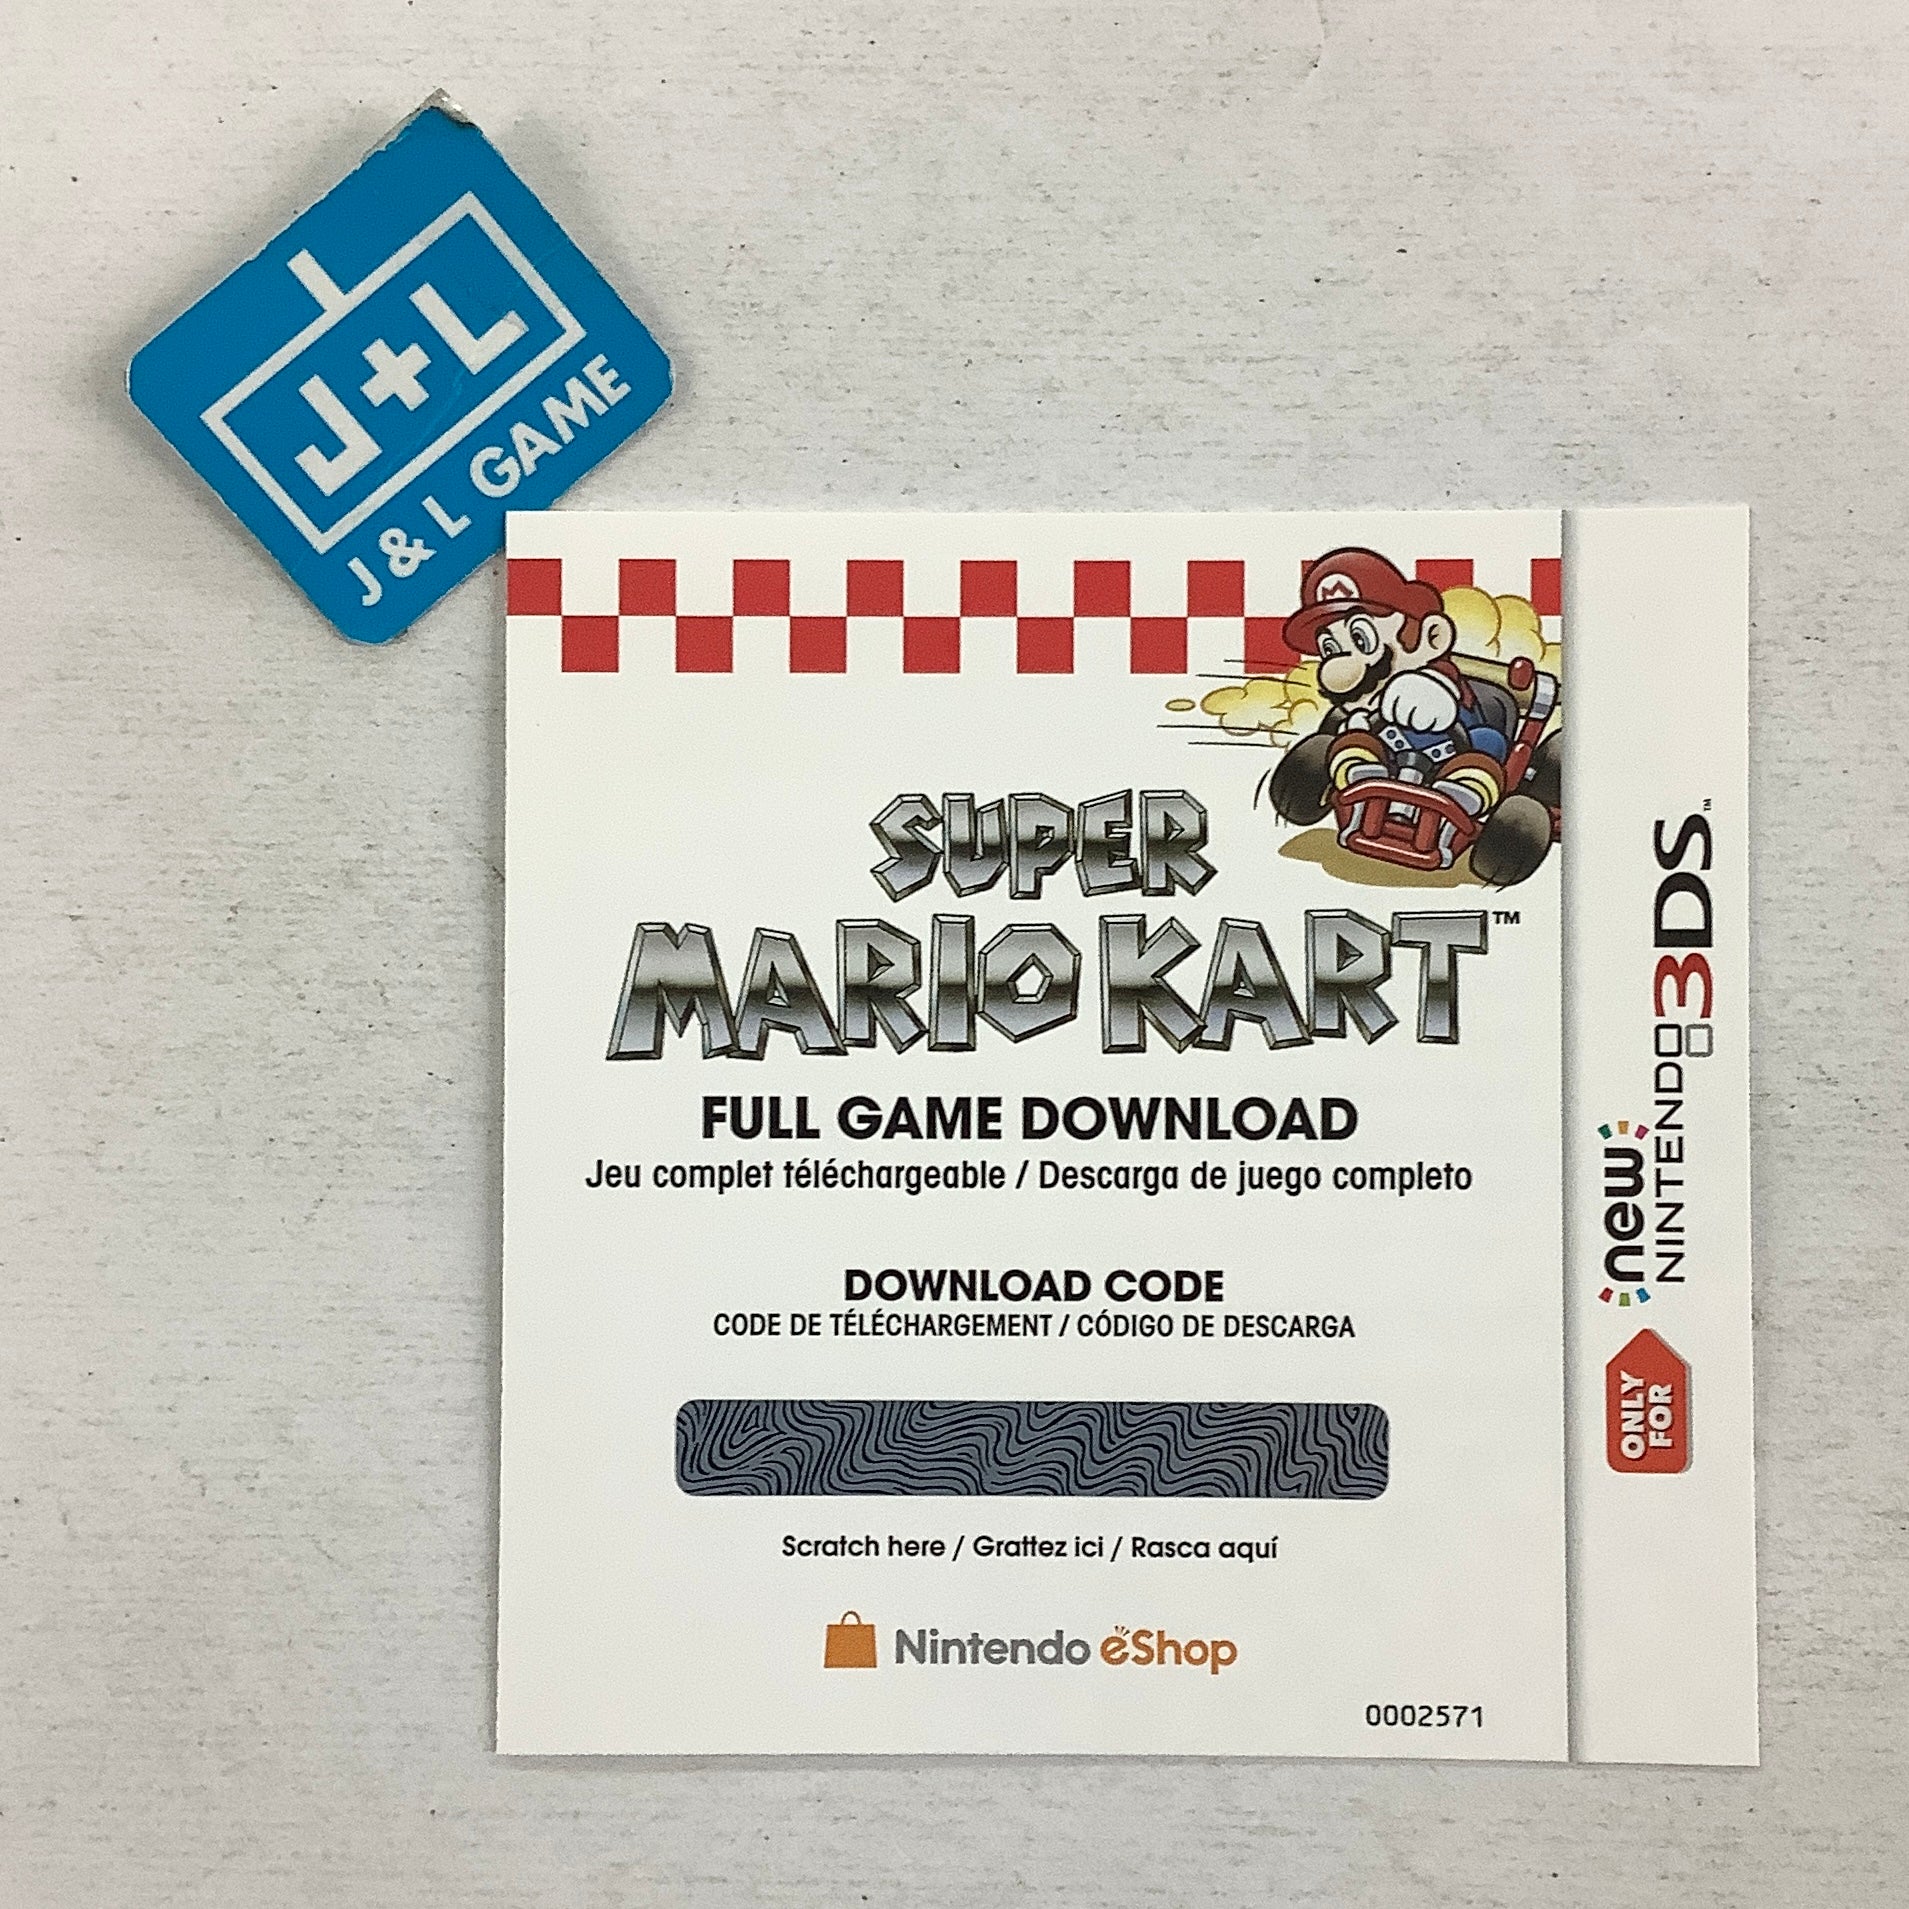 J+L
J & L GAME
M
SUPER
MARIO KART™
FULL GAME DOWNLOAD
Jeu complet téléchargeable / Descarga de juego completo
DOWNLOAD CODE
CODE DE TÉLÉCHARGEMENT / CÓDIGO DE DESCARGA
Scratch here / Grattez ici / Rasca aquí
Nintendo eShop
0002571
ONLY
FOR
new
NINTENDO 3DS™